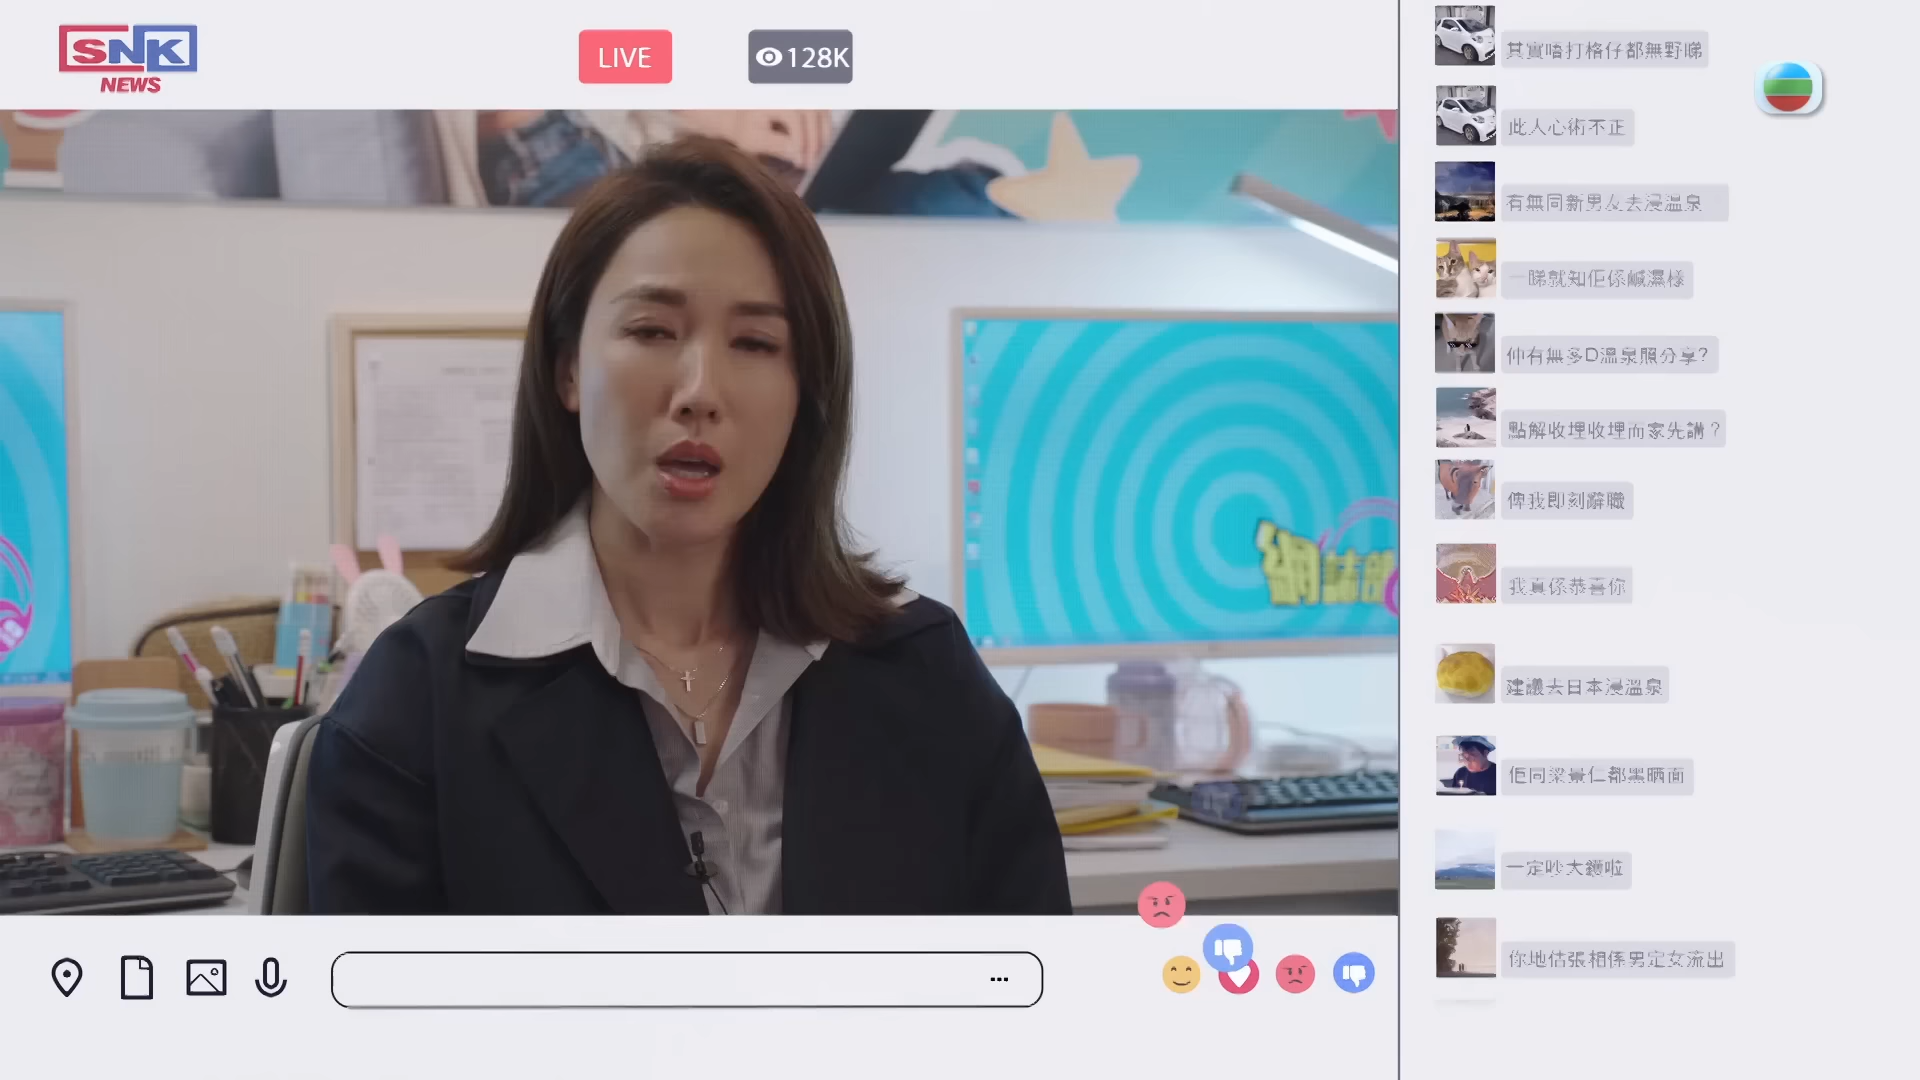 SNK
NEWS
LIVE
128K
其實唔打格仔都無野睇
此人心術不正
有無同新男友去浸溫泉
一睇就知佢係鹹濕樣
仲有無多D溫泉照分享?
點解收埋收埋而家先講?
俾我即刻辭職
我真係恭喜你
建議去日本浸溫泉
佢同梁景仁都黑晒面
一定吵大鑊啦
你地估張相係男定女流出
網誌
...